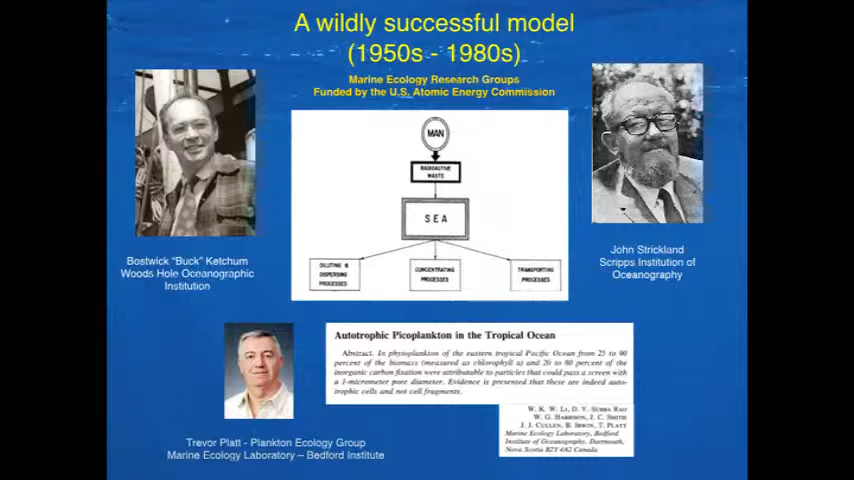 A wildly successful model
(1950s - 1980s)
Marine Ecology Research Groups
Funded by the U.S. Atomic Energy Commission
MAN
RADIOACTIVE
WASTE
SEA
DILUTING &
DISPERSING
PROCESSES
CONCENTRATING
PROCESSES
TRANSPORTING
PROCESSES
Bostwick “Buck” Ketchum
Woods Hole Oceanographic
Institution
John Strickland
Scripps Institution of
Oceanography
Autotrophic Picoplankton in the Tropical Ocean
Abstract. In phytoplankton of the eastern tropical Pacific Ocean from 25 to 90
percent of the biomass (measured as chlorophyll a) and 20 to 80 percent of the
inorganic carbon fixation were attributable to particles that could pass a screen with
a 1-micrometer pore diameter. Evidence is presented that these are indeed auto-
trophic cells and not cell fragments.
W. K. W. LI, D. V. SUBBA RAO
W. G. HARRISON, J. C. SMITH
J. J. CULLEN, B. IRWIN, T. PLATT
Marine Ecology Laboratory, Bedford
Institute of Oceanography, Dartmouth,
Nova Scotia B2Y 4A2 Canada
Trevor Platt - Plankton Ecology Group
Marine Ecology Laboratory – Bedford Institute